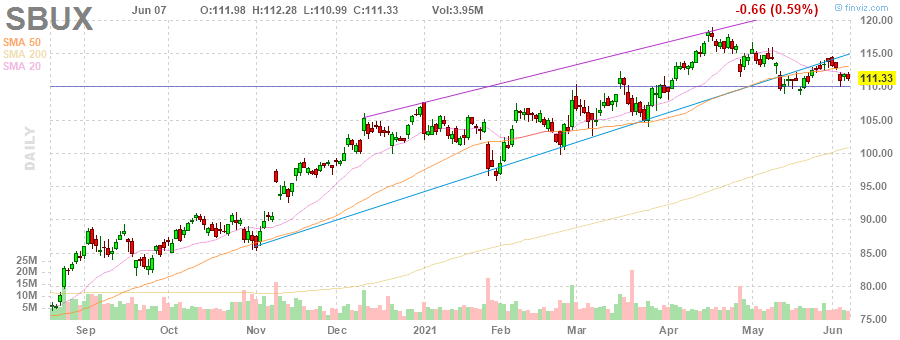 SBUX
Jun 07 O:111.98 H:112.28 L:110.99 C:111.33 Vol:3.95M -0.66 (0.59%)
© finviz.com
SMA 50
SMA 200
SMA 20
DAILY
120.00
115.00
111.33
110.00
105.00
100.00
95.00
90.00
85.00
80.00
75.00
25M
20M
15M
10M
5M
Sep Oct Nov Dec 2021 Feb Mar Apr May Jun